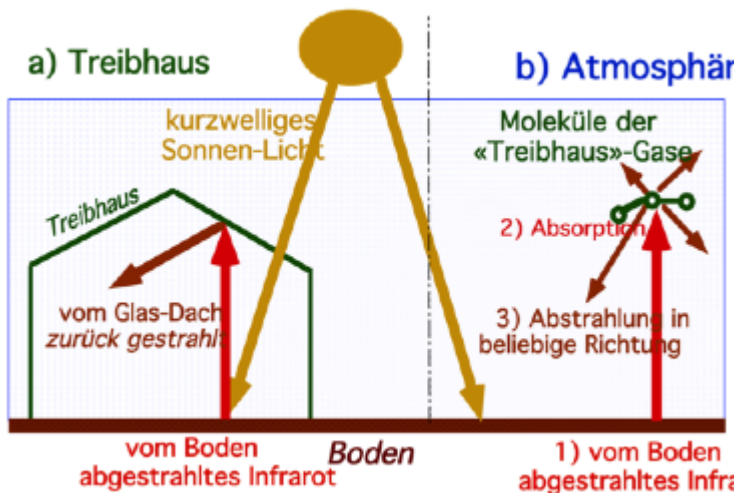 a) Treibhaus
b) Atmosphär
kurzwelliges
Sonnen-Licht
Moleküle der
«Treibhaus»-Gase
Treibhaus
2) Absorption
vom Glas-Dach
zurück gestrahlt
3) Abstrahlung in
beliebige Richtung
vom Boden
abgestrahltes Infrarot
Boden
1) vom Boden
abgestrahltes Infra